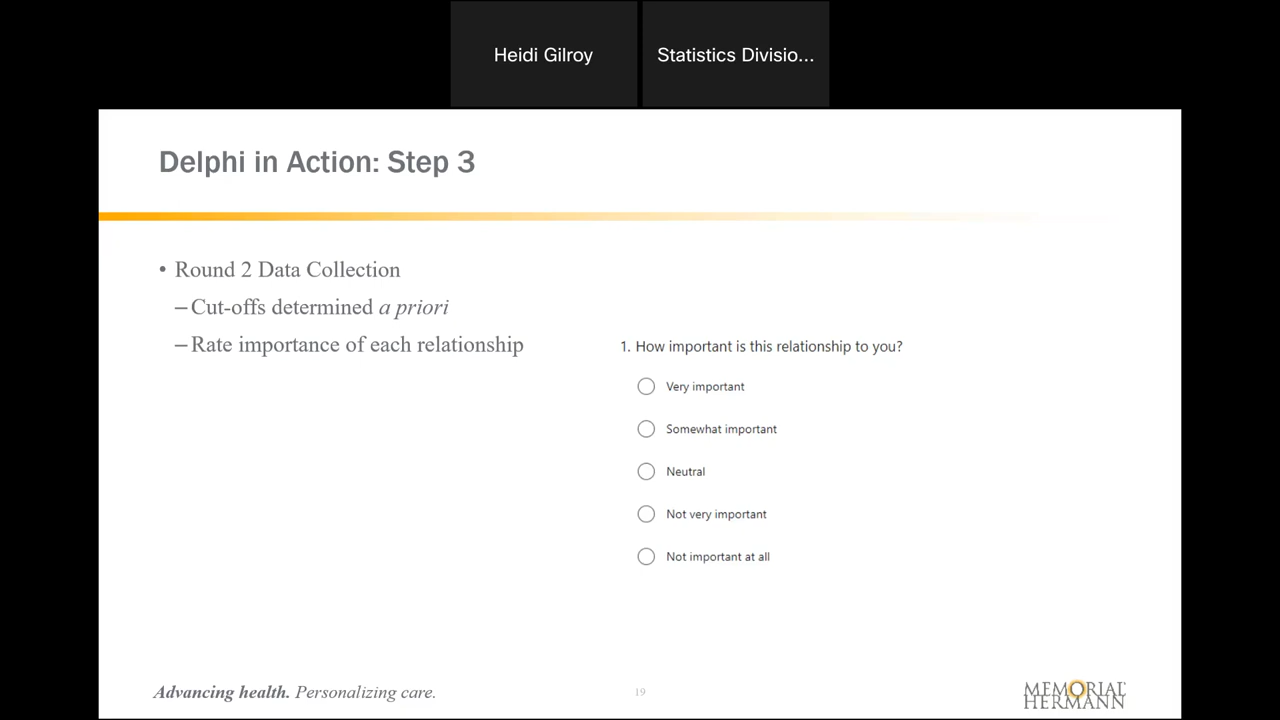 Heidi Gilroy
Statistics Divisio...
Delphi in Action: Step 3
• Round 2 Data Collection
– Cut-offs determined a priori
– Rate importance of each relationship
1. How important is this relationship to you?
Very important
Somewhat important
Neutral
Not very important
Not important at all
Advancing health. Personalizing care.
19
MEMORIAL
HERMANN